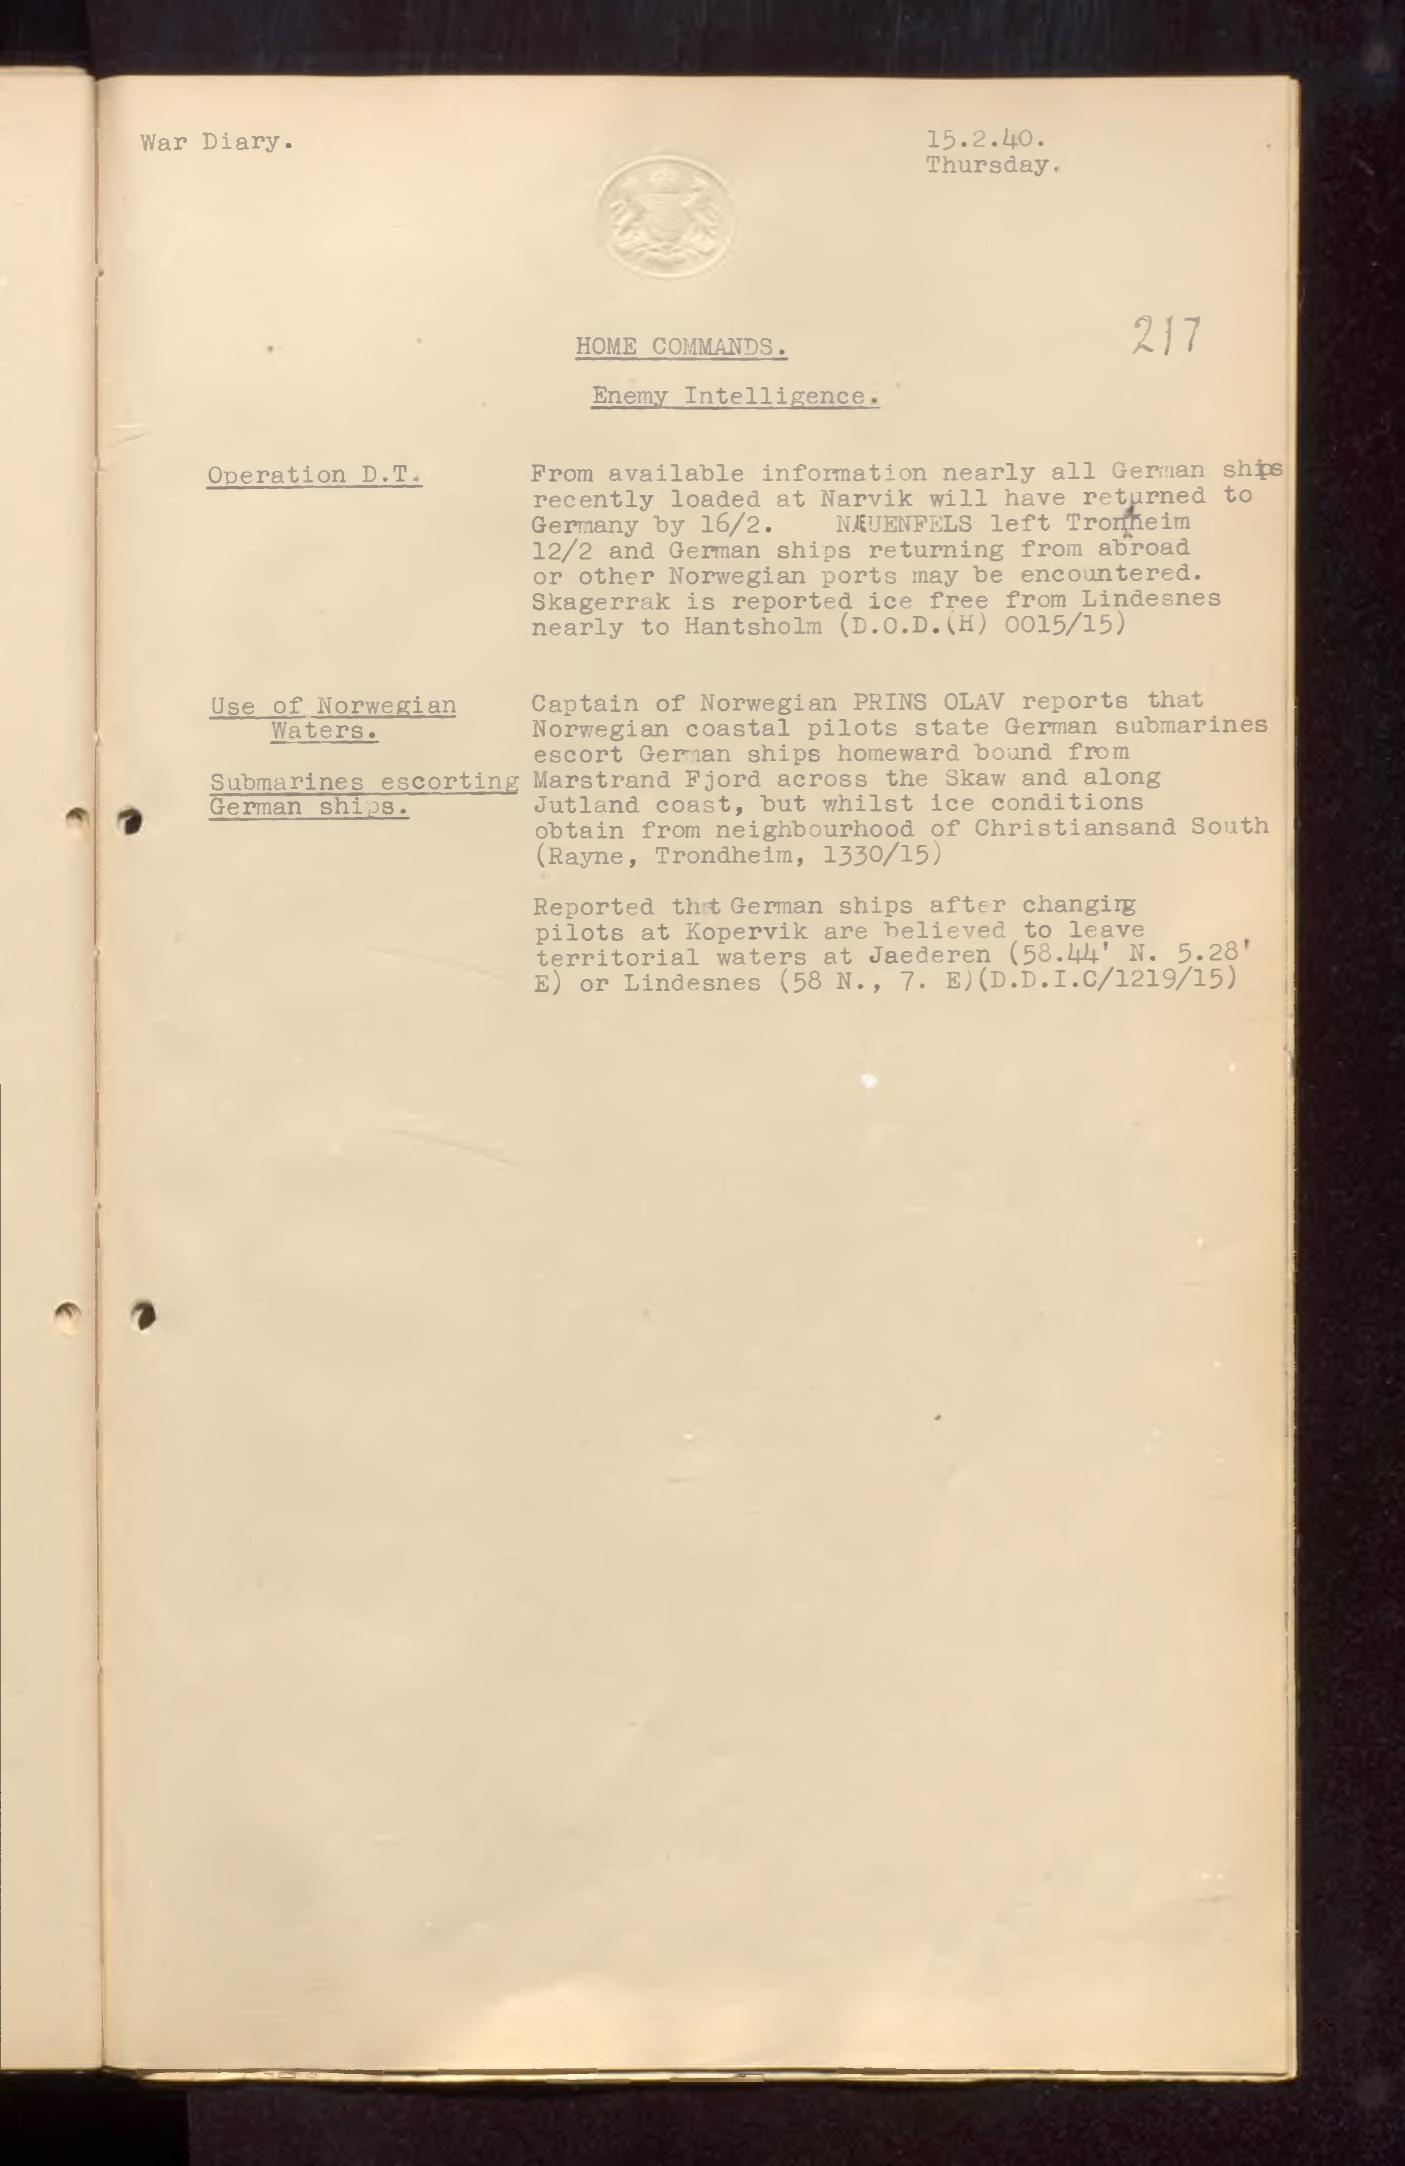 War Diary.
15.2.40.
Thursday.
217
HOME COMMANDS.
Enemy Intelligence.
Operation D.T.
From available information nearly all German ships
recently loaded at Narvik will have returned to
Germany by 16/2. NEUENFELS left Trondheim
12/2 and German ships returning from abroad
or other Norwegian ports may be encountered.
Skagerrak is reported ice free from Lindesnes
nearly to Hantsholm (D.O.D.(H) 0015/15)
Use of Norwegian
Waters.
Submarines escorting
German ships.
Captain of Norwegian PRINS OLAV reports that
Norwegian coastal pilots state German submarines
escort German ships homeward bound from
Marstrand Fjord across the Skaw and along
Jutland coast, but whilst ice conditions
obtain from neighbourhood of Christiansand South
(Rayne, Trondheim, 1330/15)
Reported that German ships after changing
pilots at Kopervik are believed to leave
territorial waters at Jaederen (58.44' N. 5.28'
E) or Lindesnes (58 N., 7. E)(D.D.I.C/1219/15)